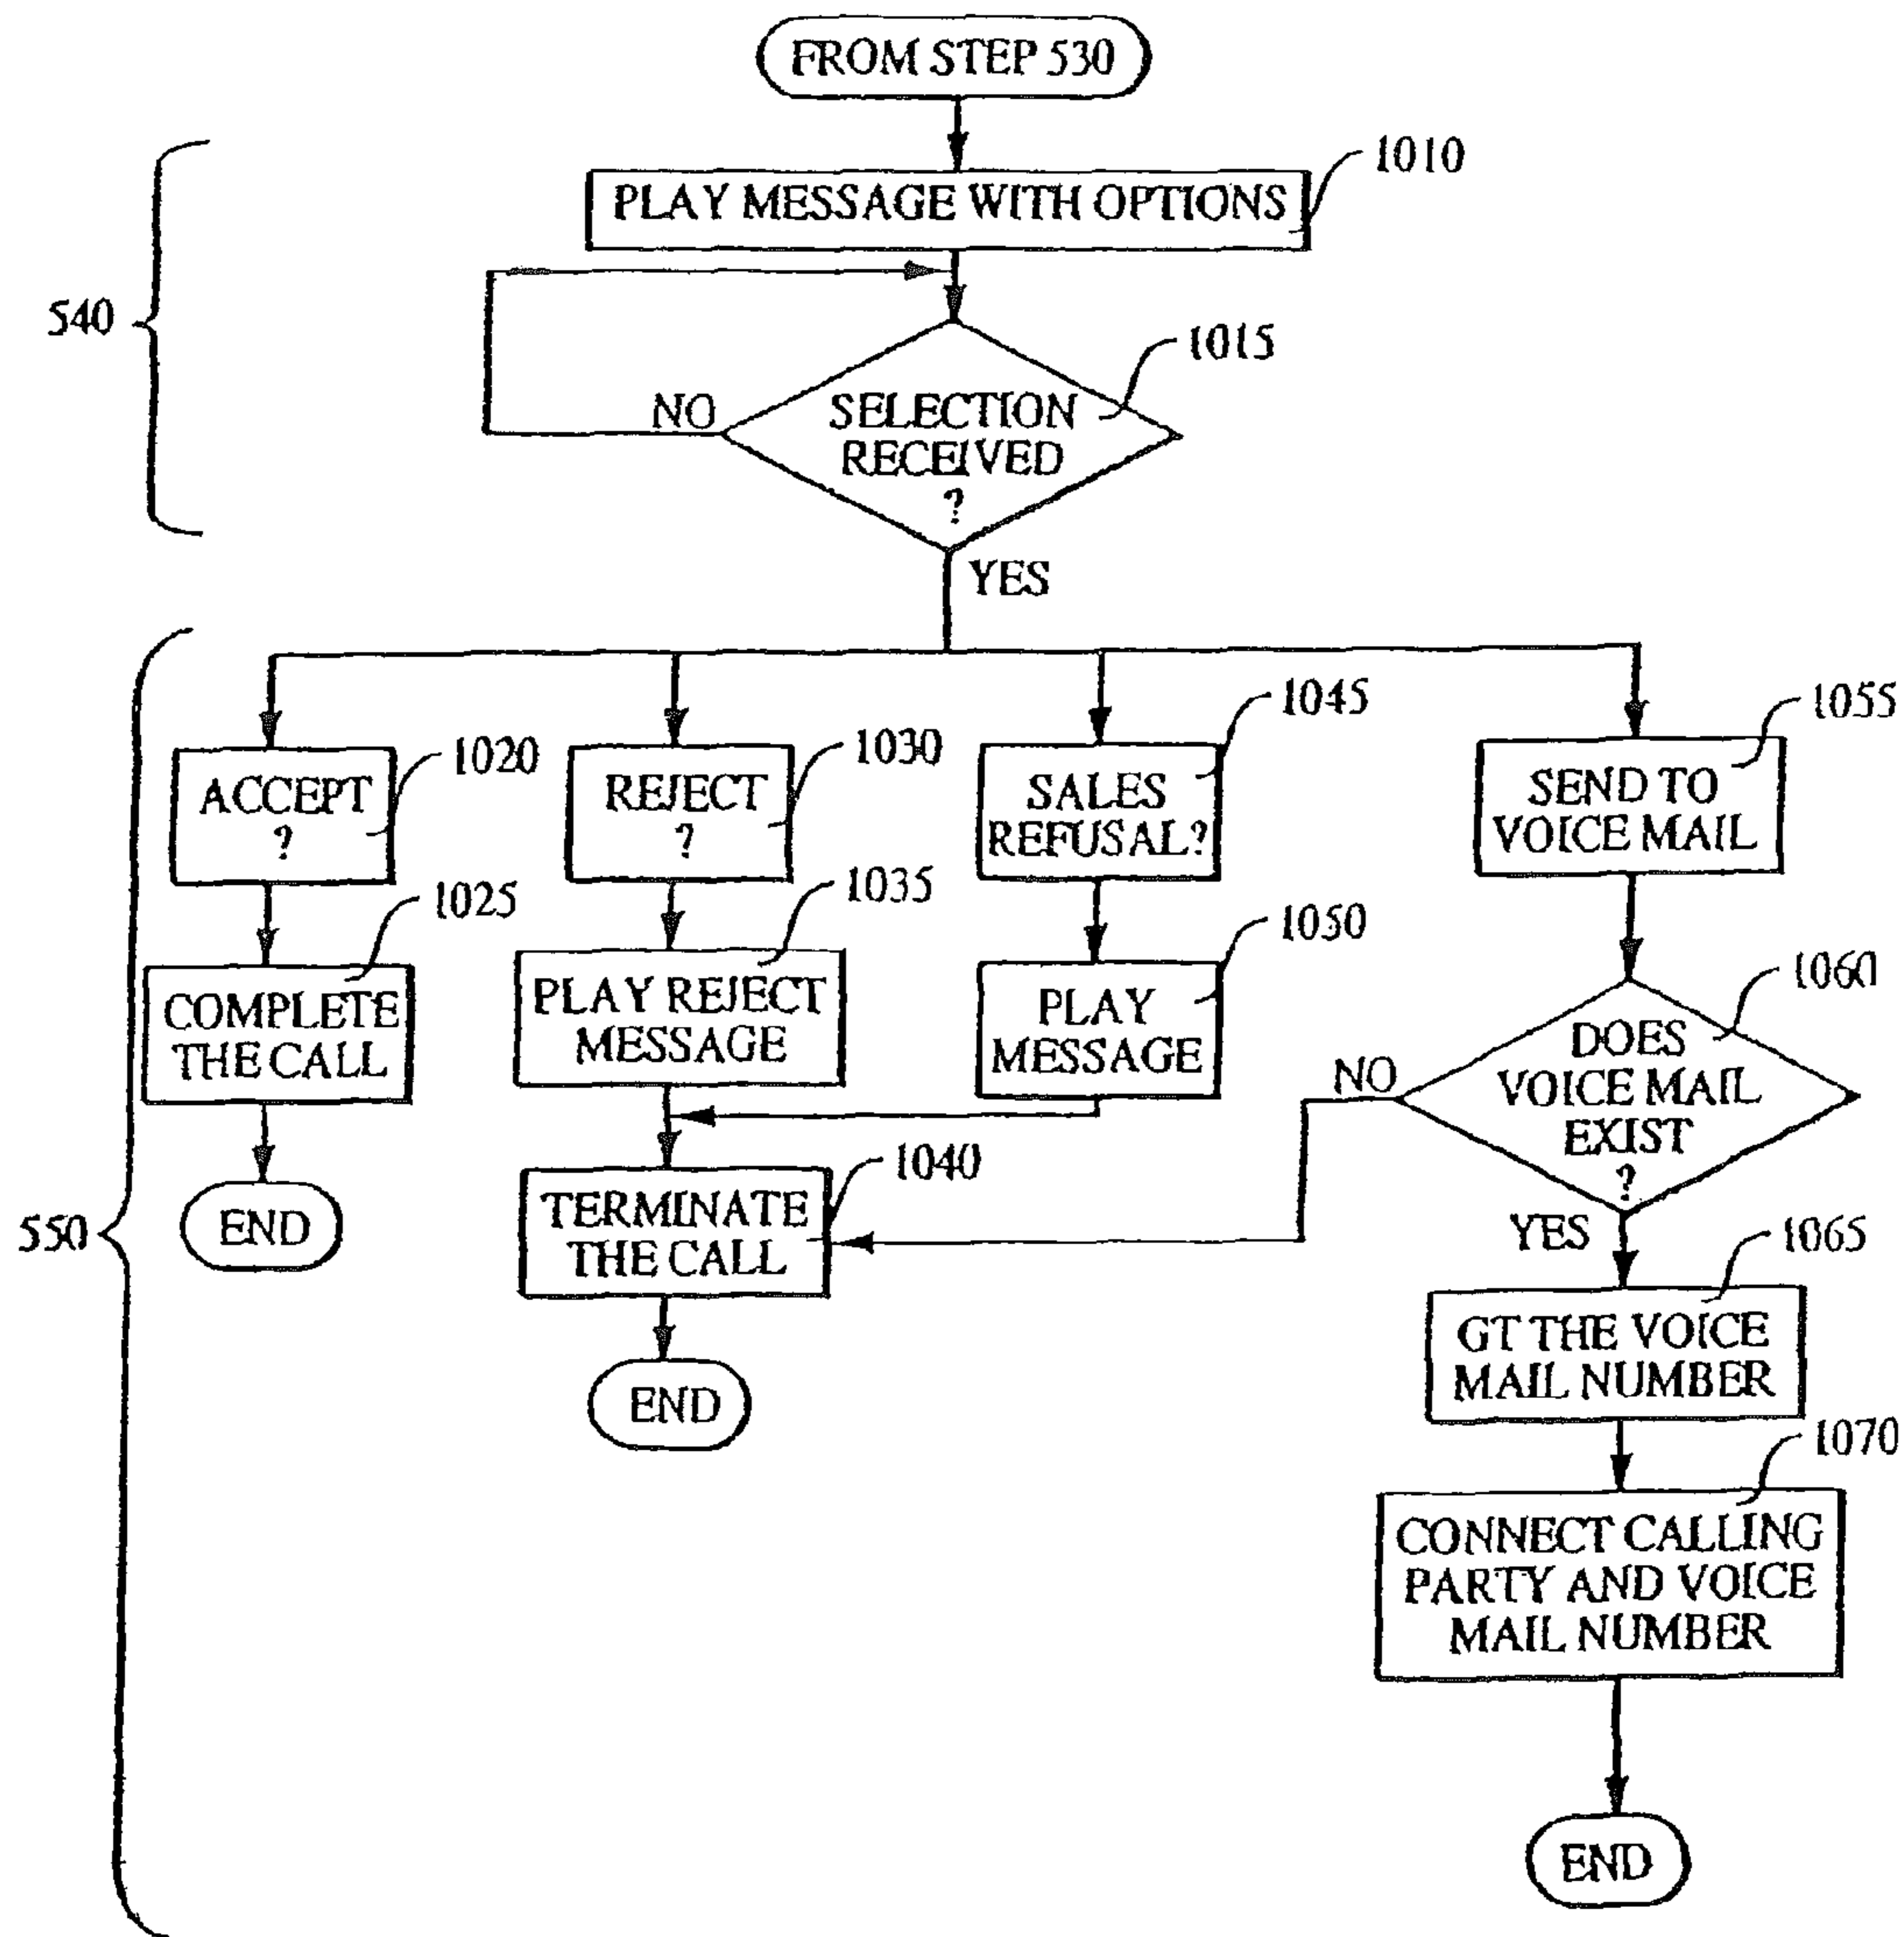 FROM STEP 530
1010
PLAY MESSAGE WITH OPTIONS
540
1015
NO
SELECTION
RECEIVED
?
YES
550
1020
ACCEPT
?
1030
REJECT
?
1045
SALES
REFUSAL?
1055
SEND TO
VOICE MAIL
1025
COMPLETE
THE CALL
END
1035
PLAY REJECT
MESSAGE
1050
PLAY
MESSAGE
1060
DOES
VOICE MAIL
EXIST
?
NO
YES
1040
TERMINATE
THE CALL
END
1065
GT THE VOICE
MAIL NUMBER
1070
CONNECT CALLING
PARTY AND VOICE
MAIL NUMBER
END